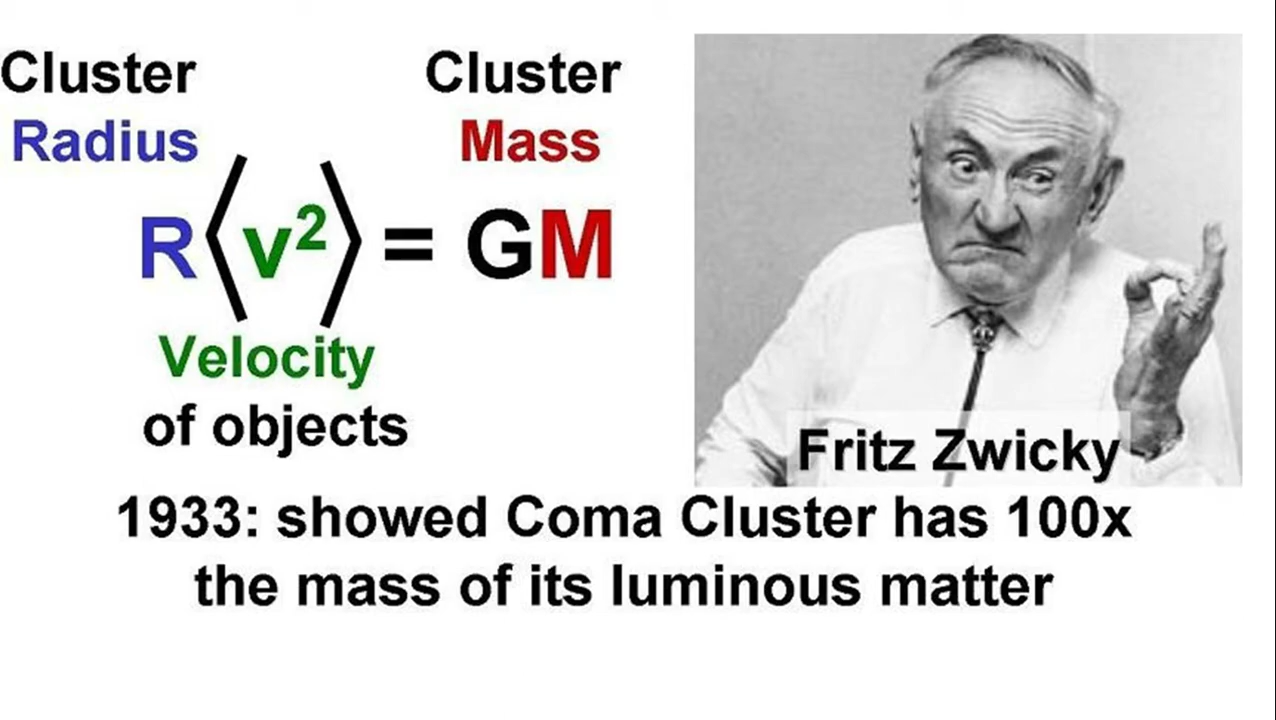 Cluster
Radius
Cluster
Mass
R⟨v²⟩ = GM
Velocity
of objects
Fritz Zwicky
1933: showed Coma Cluster has 100x
the mass of its luminous matter